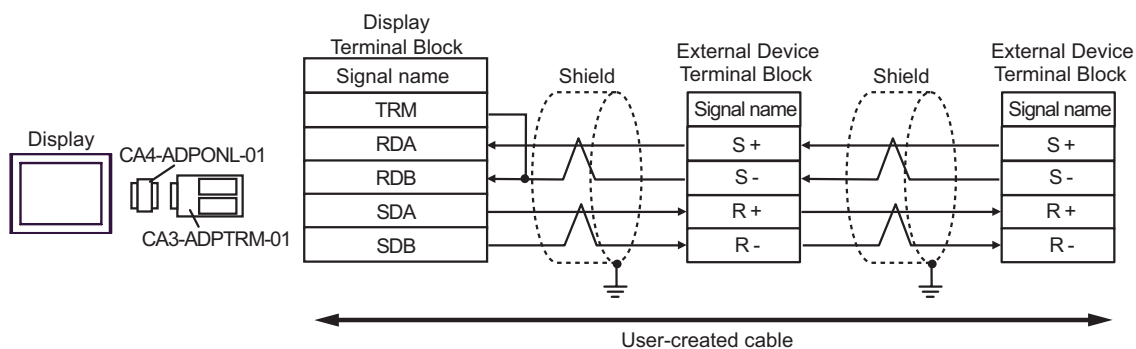 Display
CA4-ADPONL-01
CA3-ADPTRM-01
Display
Terminal Block
Signal name
TRM
RDA
RDB
SDA
SDB
Shield
External Device
Terminal Block
Signal name
S +
S -
R +
R -
Shield
External Device
Terminal Block
Signal name
S +
S -
R +
R -
User-created cable